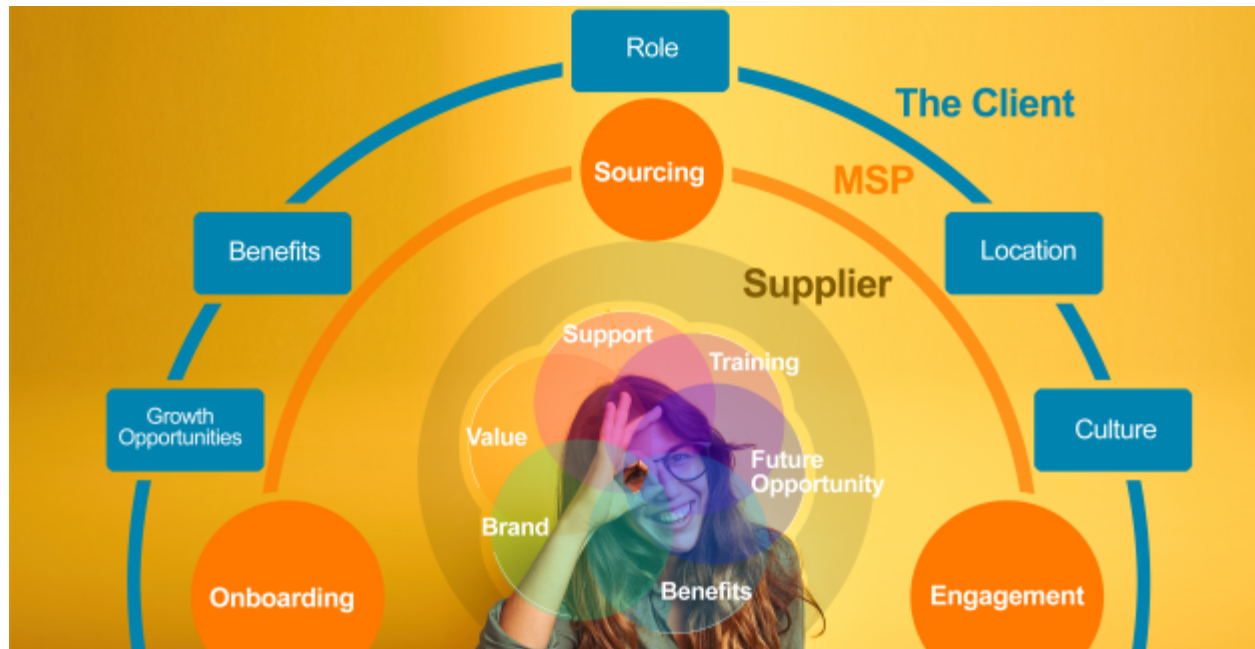 Role
The Client
Sourcing
MSP
Benefits
Location
Supplier
Support
Training
Growth
Opportunities
Value
Culture
Future
Opportunity
Brand
Benefits
Onboarding
Engagement